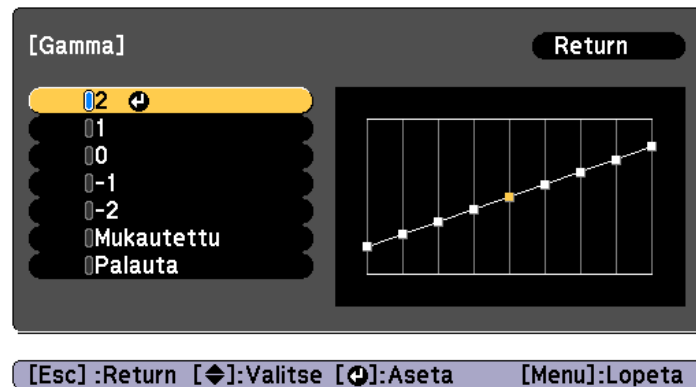 [Gamma] Return
2
1
0
-1
-2
Mukautettu
Palauta
[Esc] :Return [◆]:Valitse [↵]:Aseta [Menu]:Lopeta